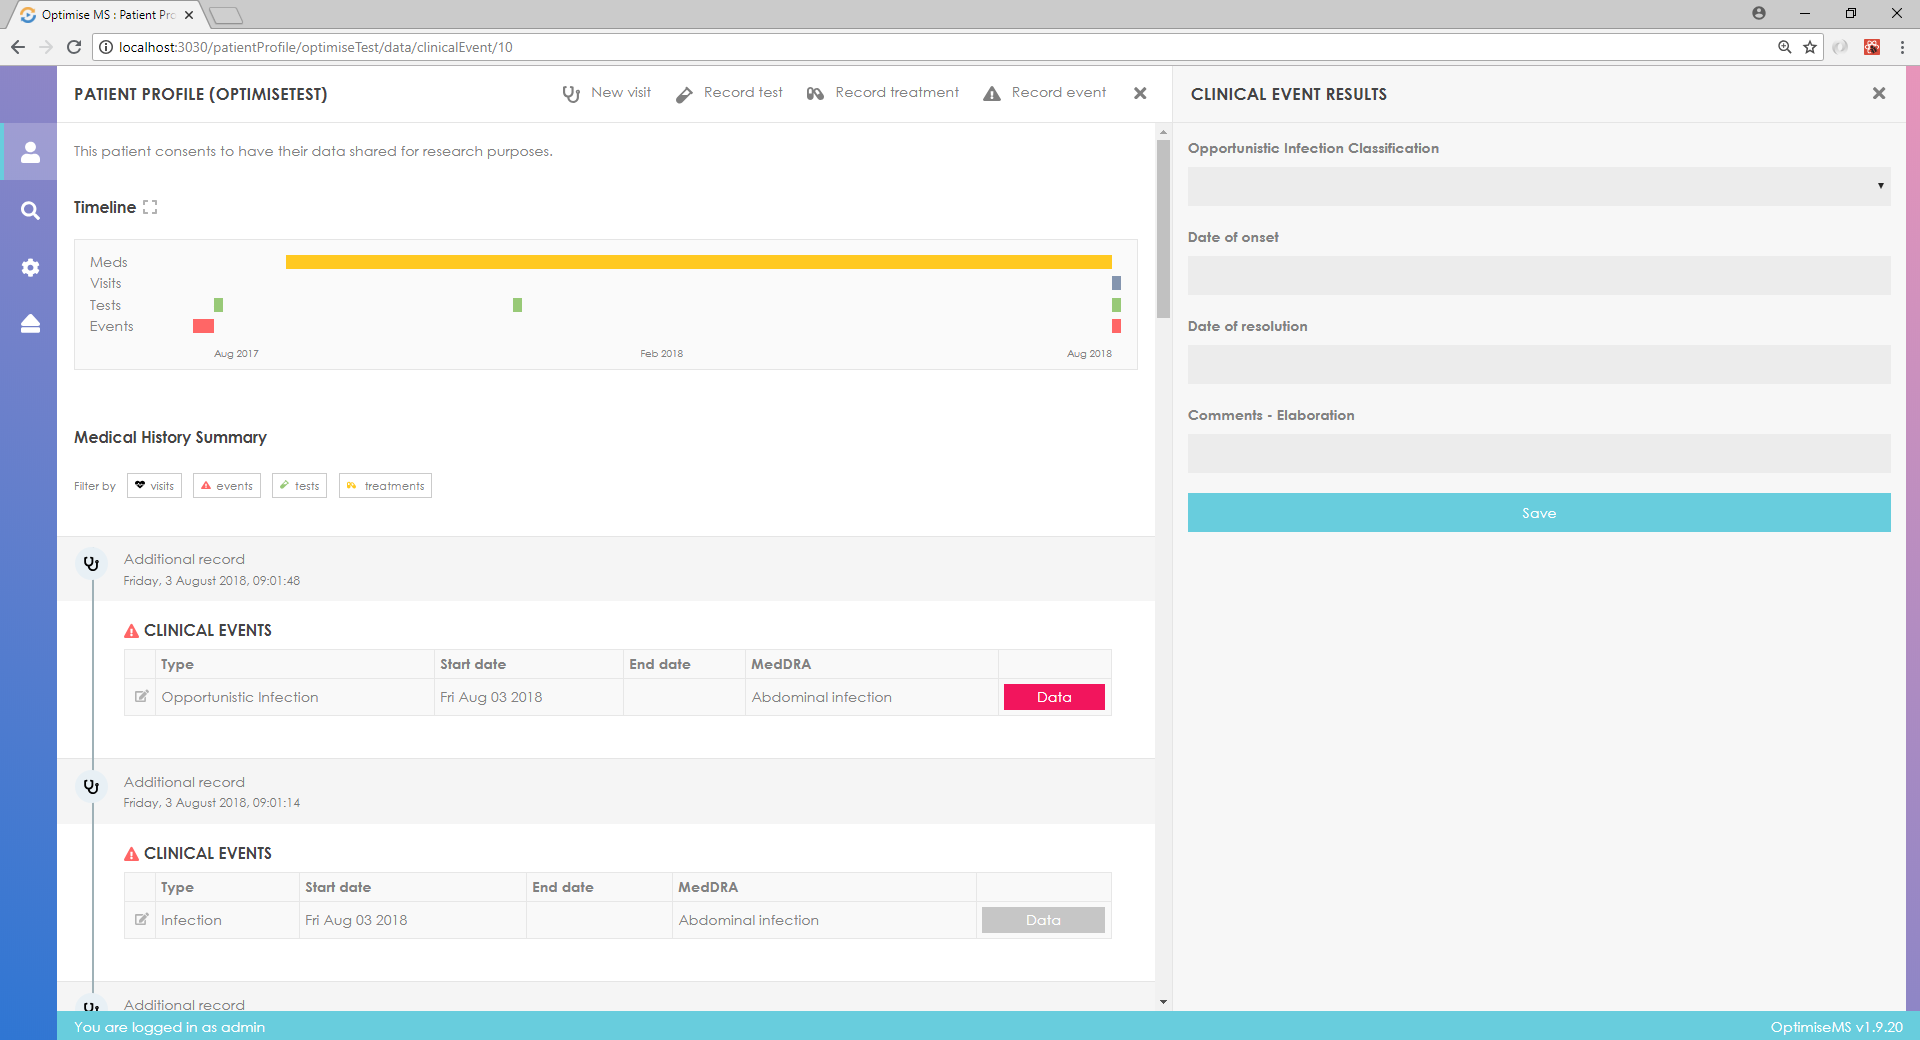 Optimise MS : Patient Pro
localhost:3030/patientProfile/optimiseTest/data/clinicalEvent/10
PATIENT PROFILE (OPTIMISETEST)
New visit
Record test
Record treatment
Record event
This patient consents to have their data shared for research purposes.
Timeline
Meds
Visits
Tests
Events
Aug 2017
Feb 2018
Aug 2018
Medical History Summary
Filter by
visits
events
tests
treatments
Additional record
Friday, 3 August 2018, 09:01:48
CLINICAL EVENTS
Type Start date End date MedDRA
Opportunistic Infection Fri Aug 03 2018 Abdominal infection Data
Additional record
Friday, 3 August 2018, 09:01:14
CLINICAL EVENTS
Type Start date End date MedDRA
Infection Fri Aug 03 2018 Abdominal infection Data
Additional record
CLINICAL EVENT RESULTS
Opportunistic Infection Classification
Date of onset
Date of resolution
Comments - Elaboration
Save
You are logged in as admin
OptimiseMS v1.9.20